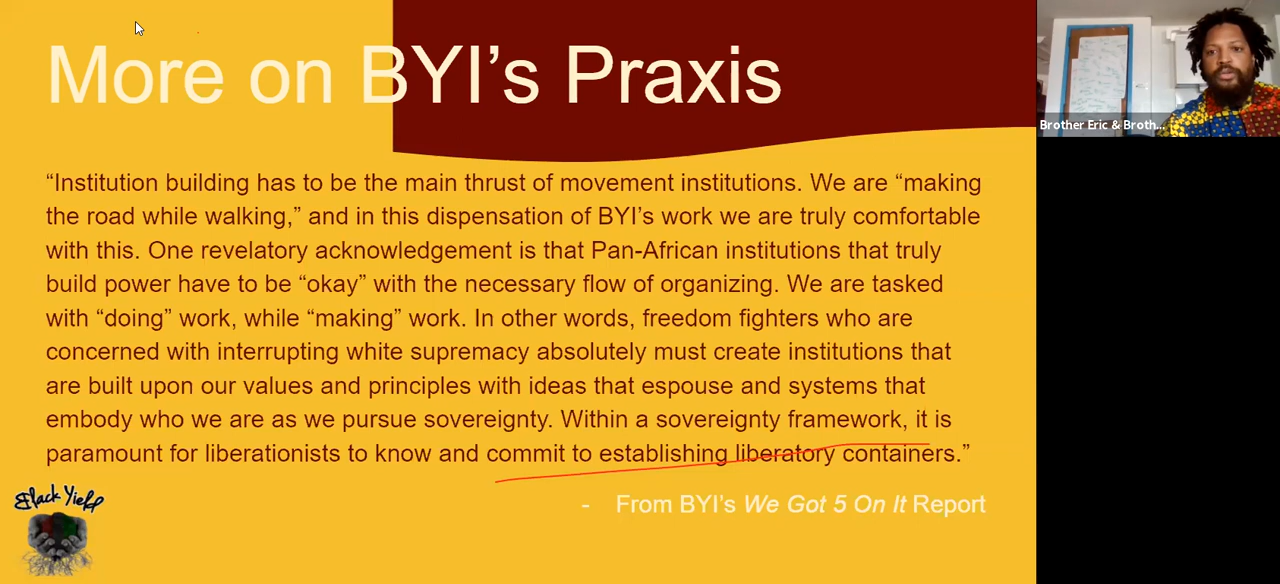 More on BYI’s Praxis
“Institution building has to be the main thrust of movement institutions. We are “making
the road while walking,” and in this dispensation of BYI’s work we are truly comfortable
with this. One revelatory acknowledgement is that Pan-African institutions that truly
build power have to be “okay” with the necessary flow of organizing. We are tasked
with “doing” work, while “making” work. In other words, freedom fighters who are
concerned with interrupting white supremacy absolutely must create institutions that
are built upon our values and principles with ideas that espouse and systems that
embody who we are as we pursue sovereignty. Within a sovereignty framework, it is
paramount for liberationists to know and commit to establishing liberatory containers.”
- From BYI’s We Got 5 On It Report
Black Yield
Brother Eric & Broth...